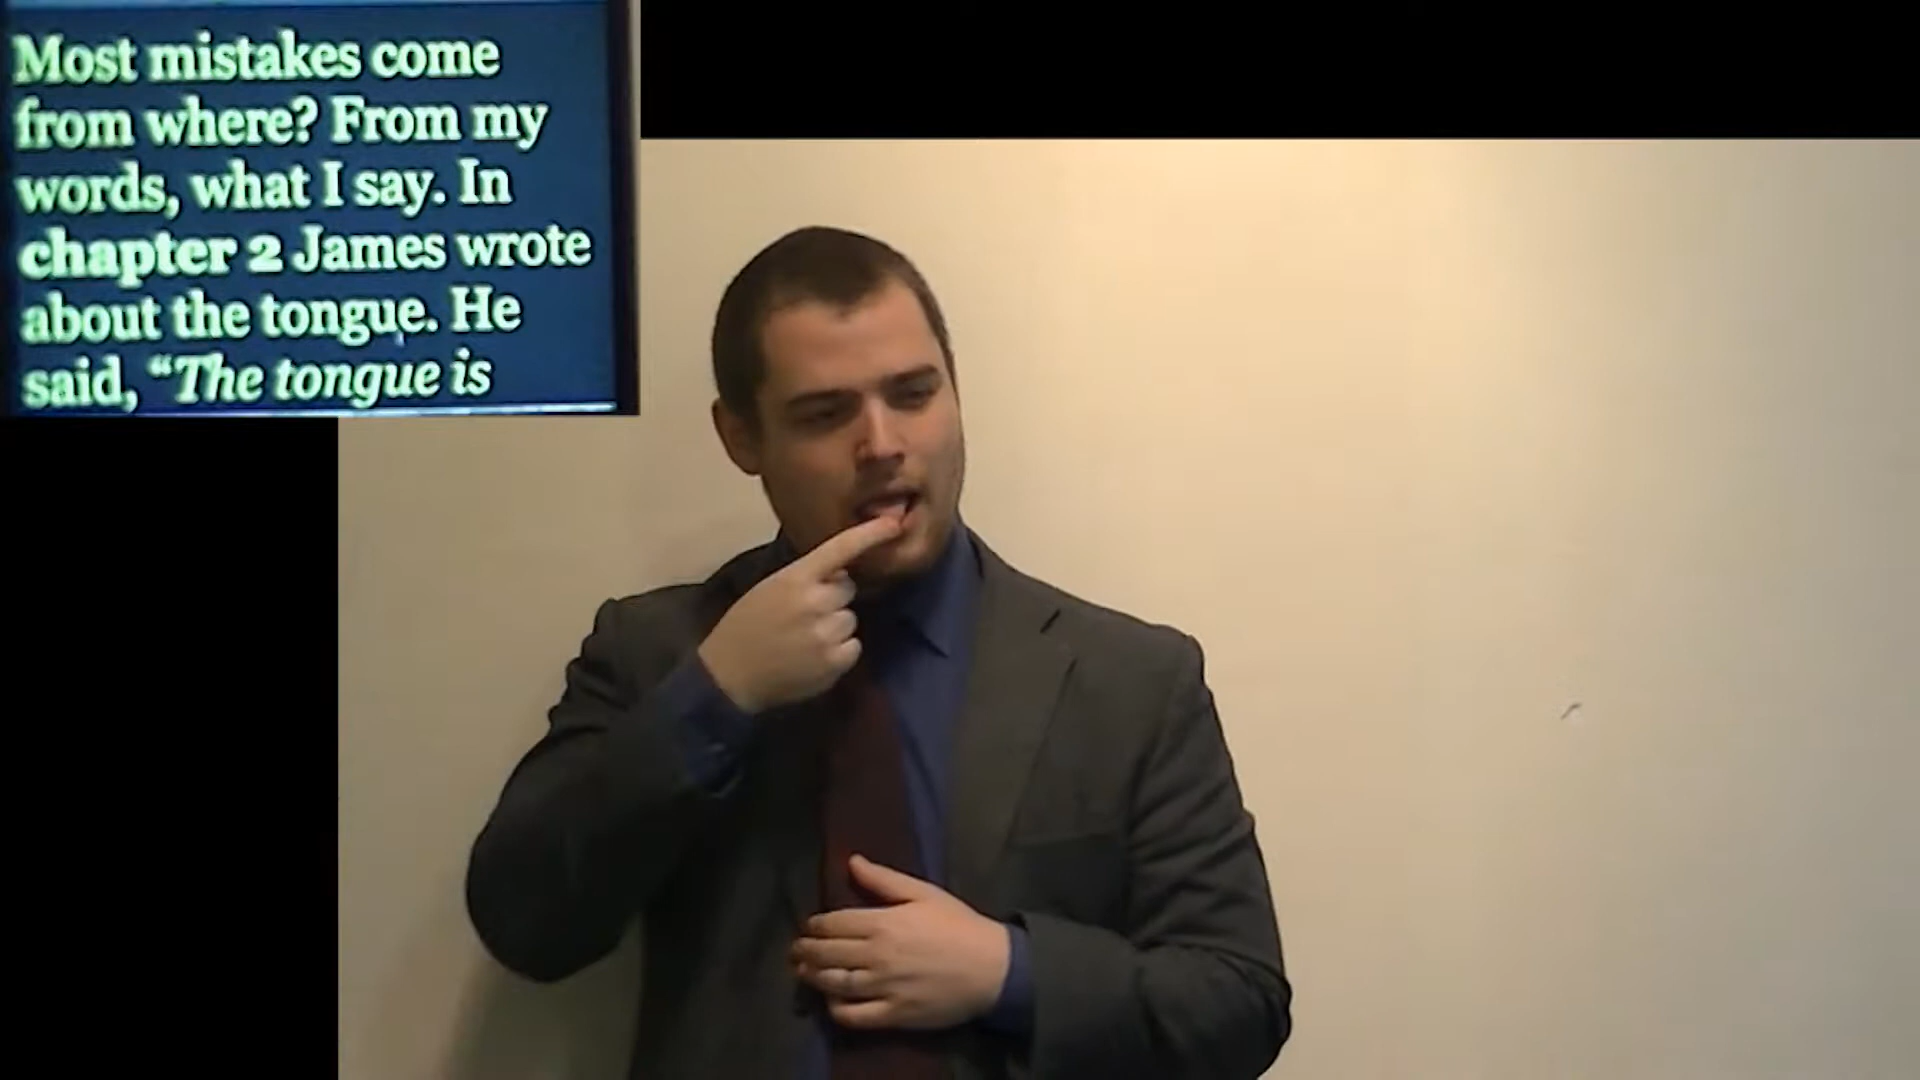 Most mistakes come
from where? From my
words, what I say. In
chapter 2 James wrote
about the tongue. He
said, “The tongue is